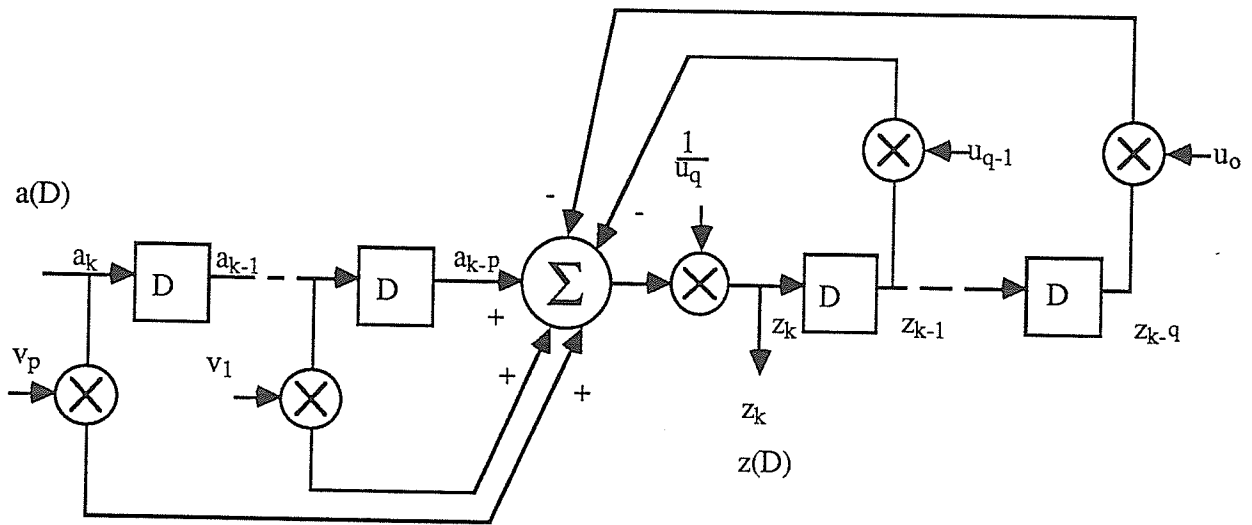 a(D)
a_k
D
a_{k-1}
D
a_{k-p}
+
v_p
v_1
+
+
-
-
Σ
1/u_q
u_{q-1}
u_o
z_k
D
z_{k-1}
D
z_{k-q}
z_k
z(D)